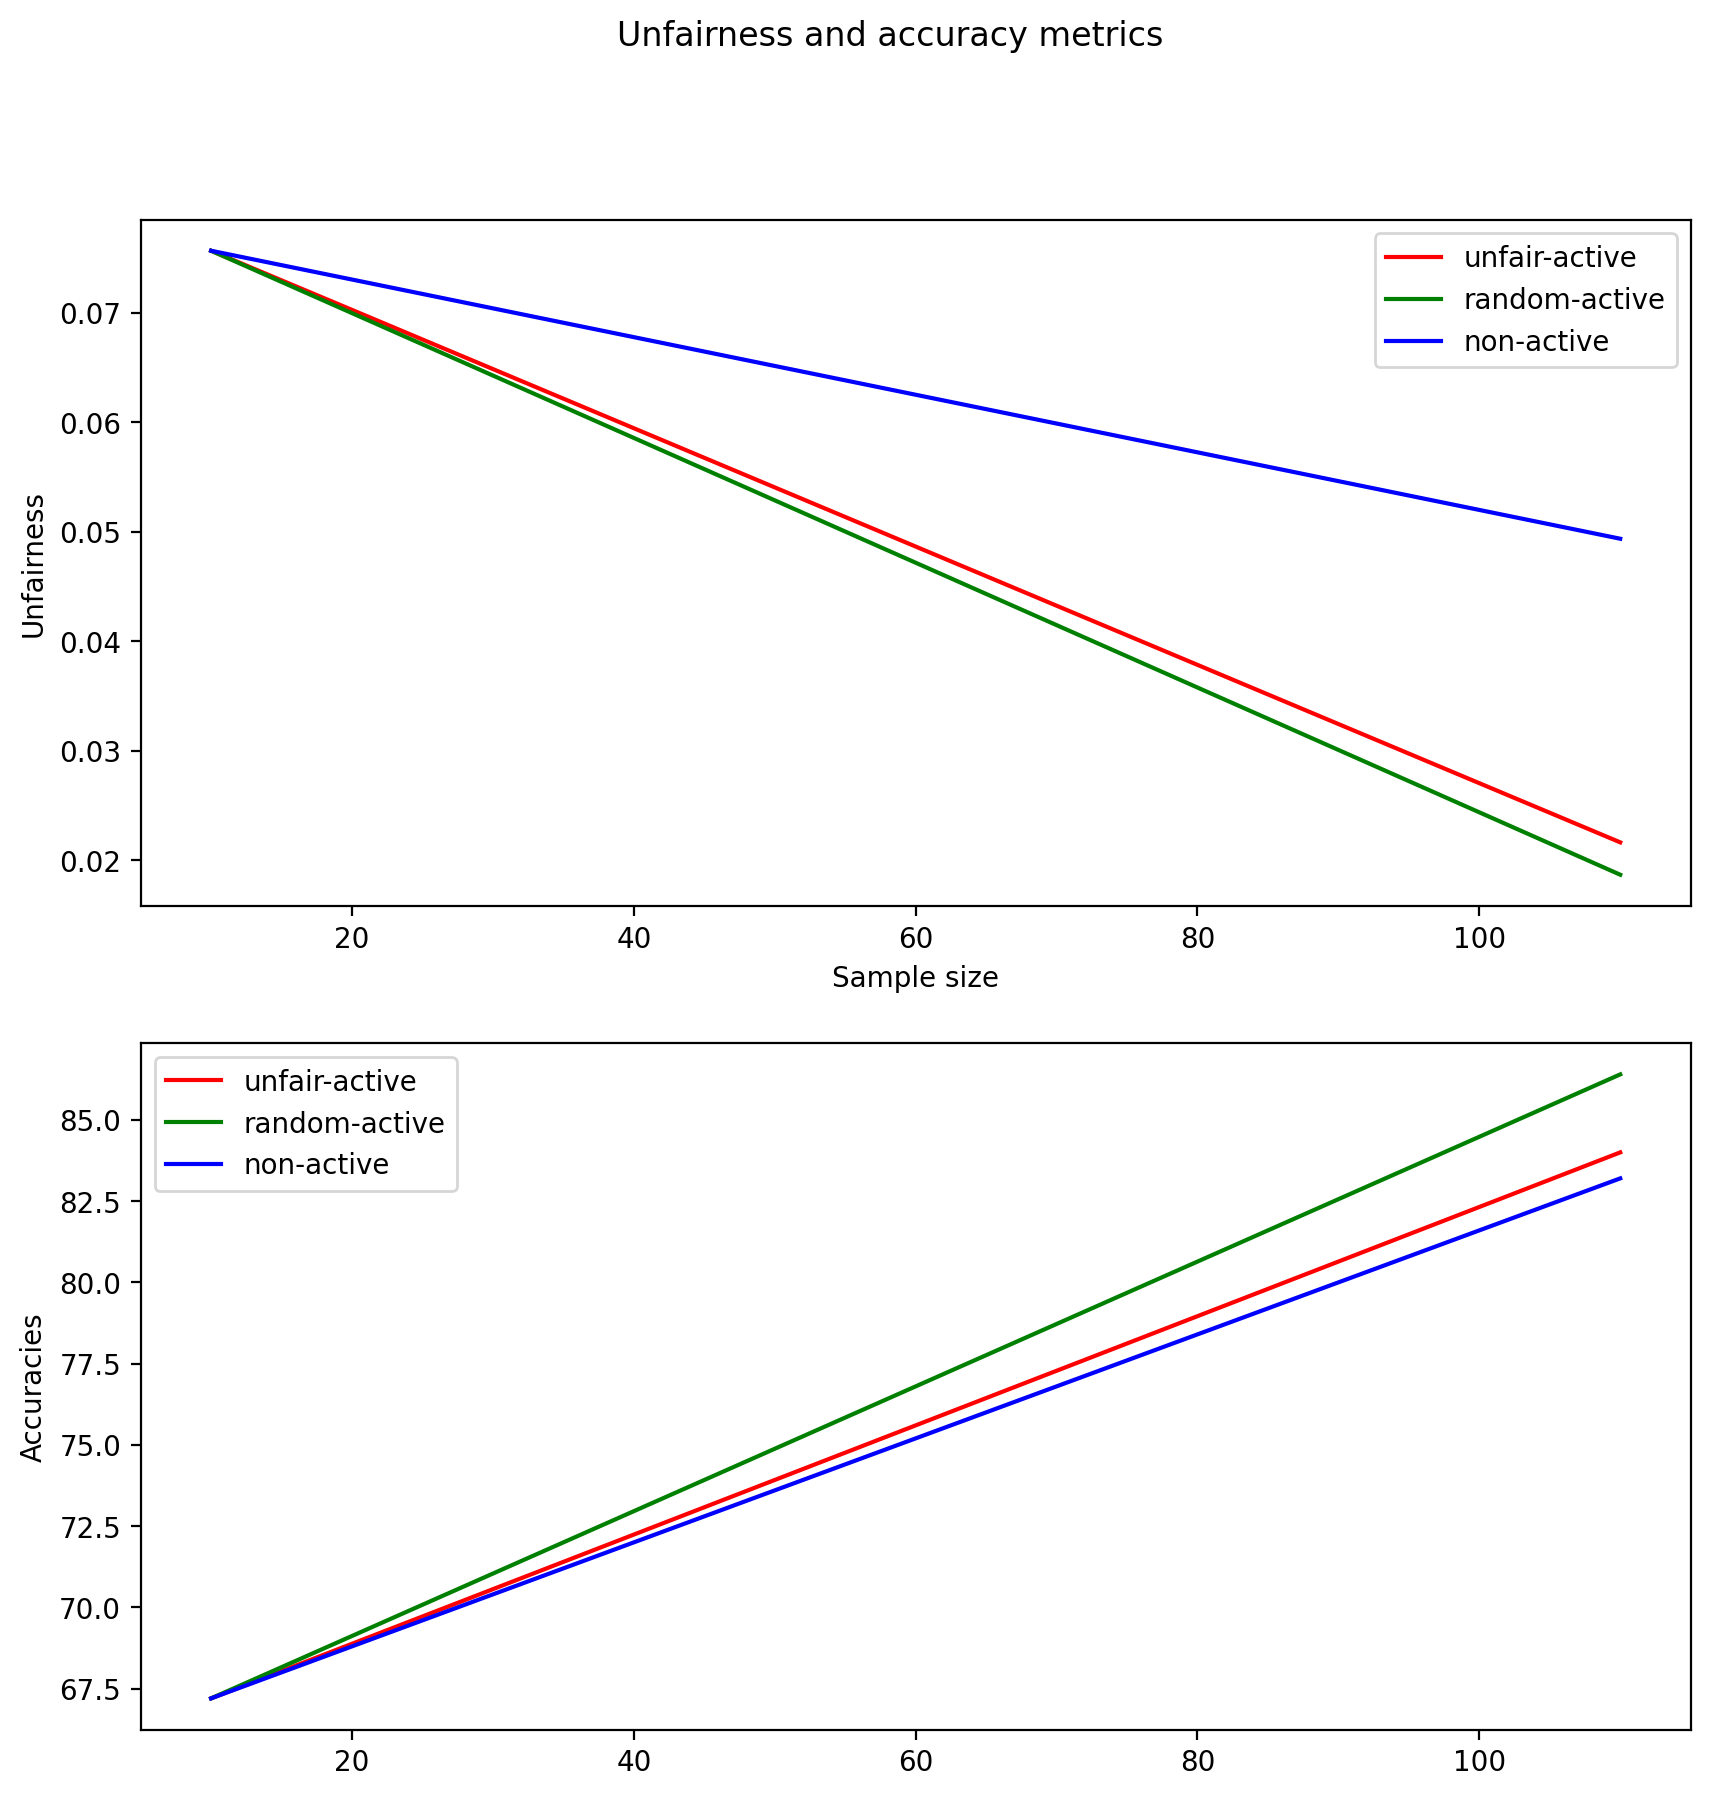 Unfairness and accuracy metrics
unfair-active
random-active
non-active
0.07
0.06
0.05
0.04
0.03
0.02
Unfairness
20 40 60 80 100
Sample size
unfair-active
random-active
non-active
85.0
82.5
80.0
77.5
75.0
72.5
70.0
67.5
Accuracies
20 40 60 80 100